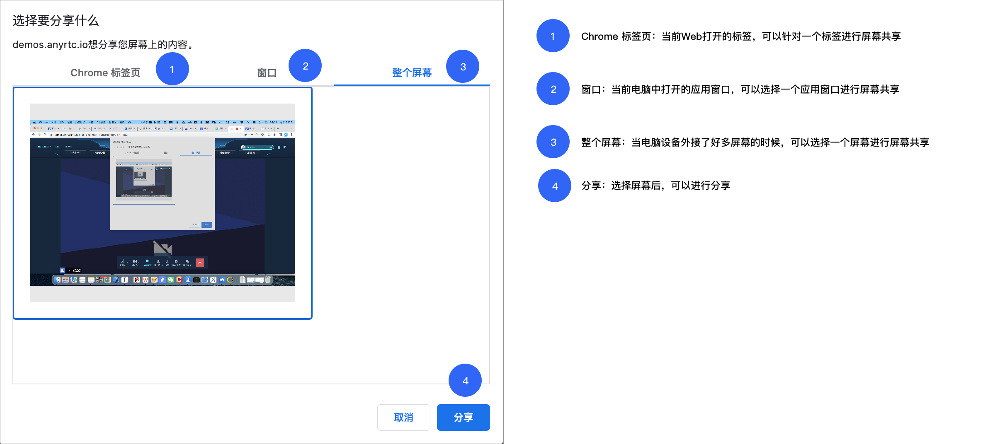 选择要分享什么
demos.anyrtc.io想分享您屏幕上的内容。
Chrome 标签页
1
窗口
2
整个屏幕
3
4
取消
分享
1
Chrome 标签页：当前Web打开的标签，可以针对一个标签进行屏幕共享
2
窗口：当前电脑中打开的应用窗口，可以选择一个应用窗口进行屏幕共享
3
整个屏幕：当电脑设备外接了好多屏幕的时候，可以选择一个屏幕进行屏幕共享
4
分享：选择屏幕后，可以进行分享